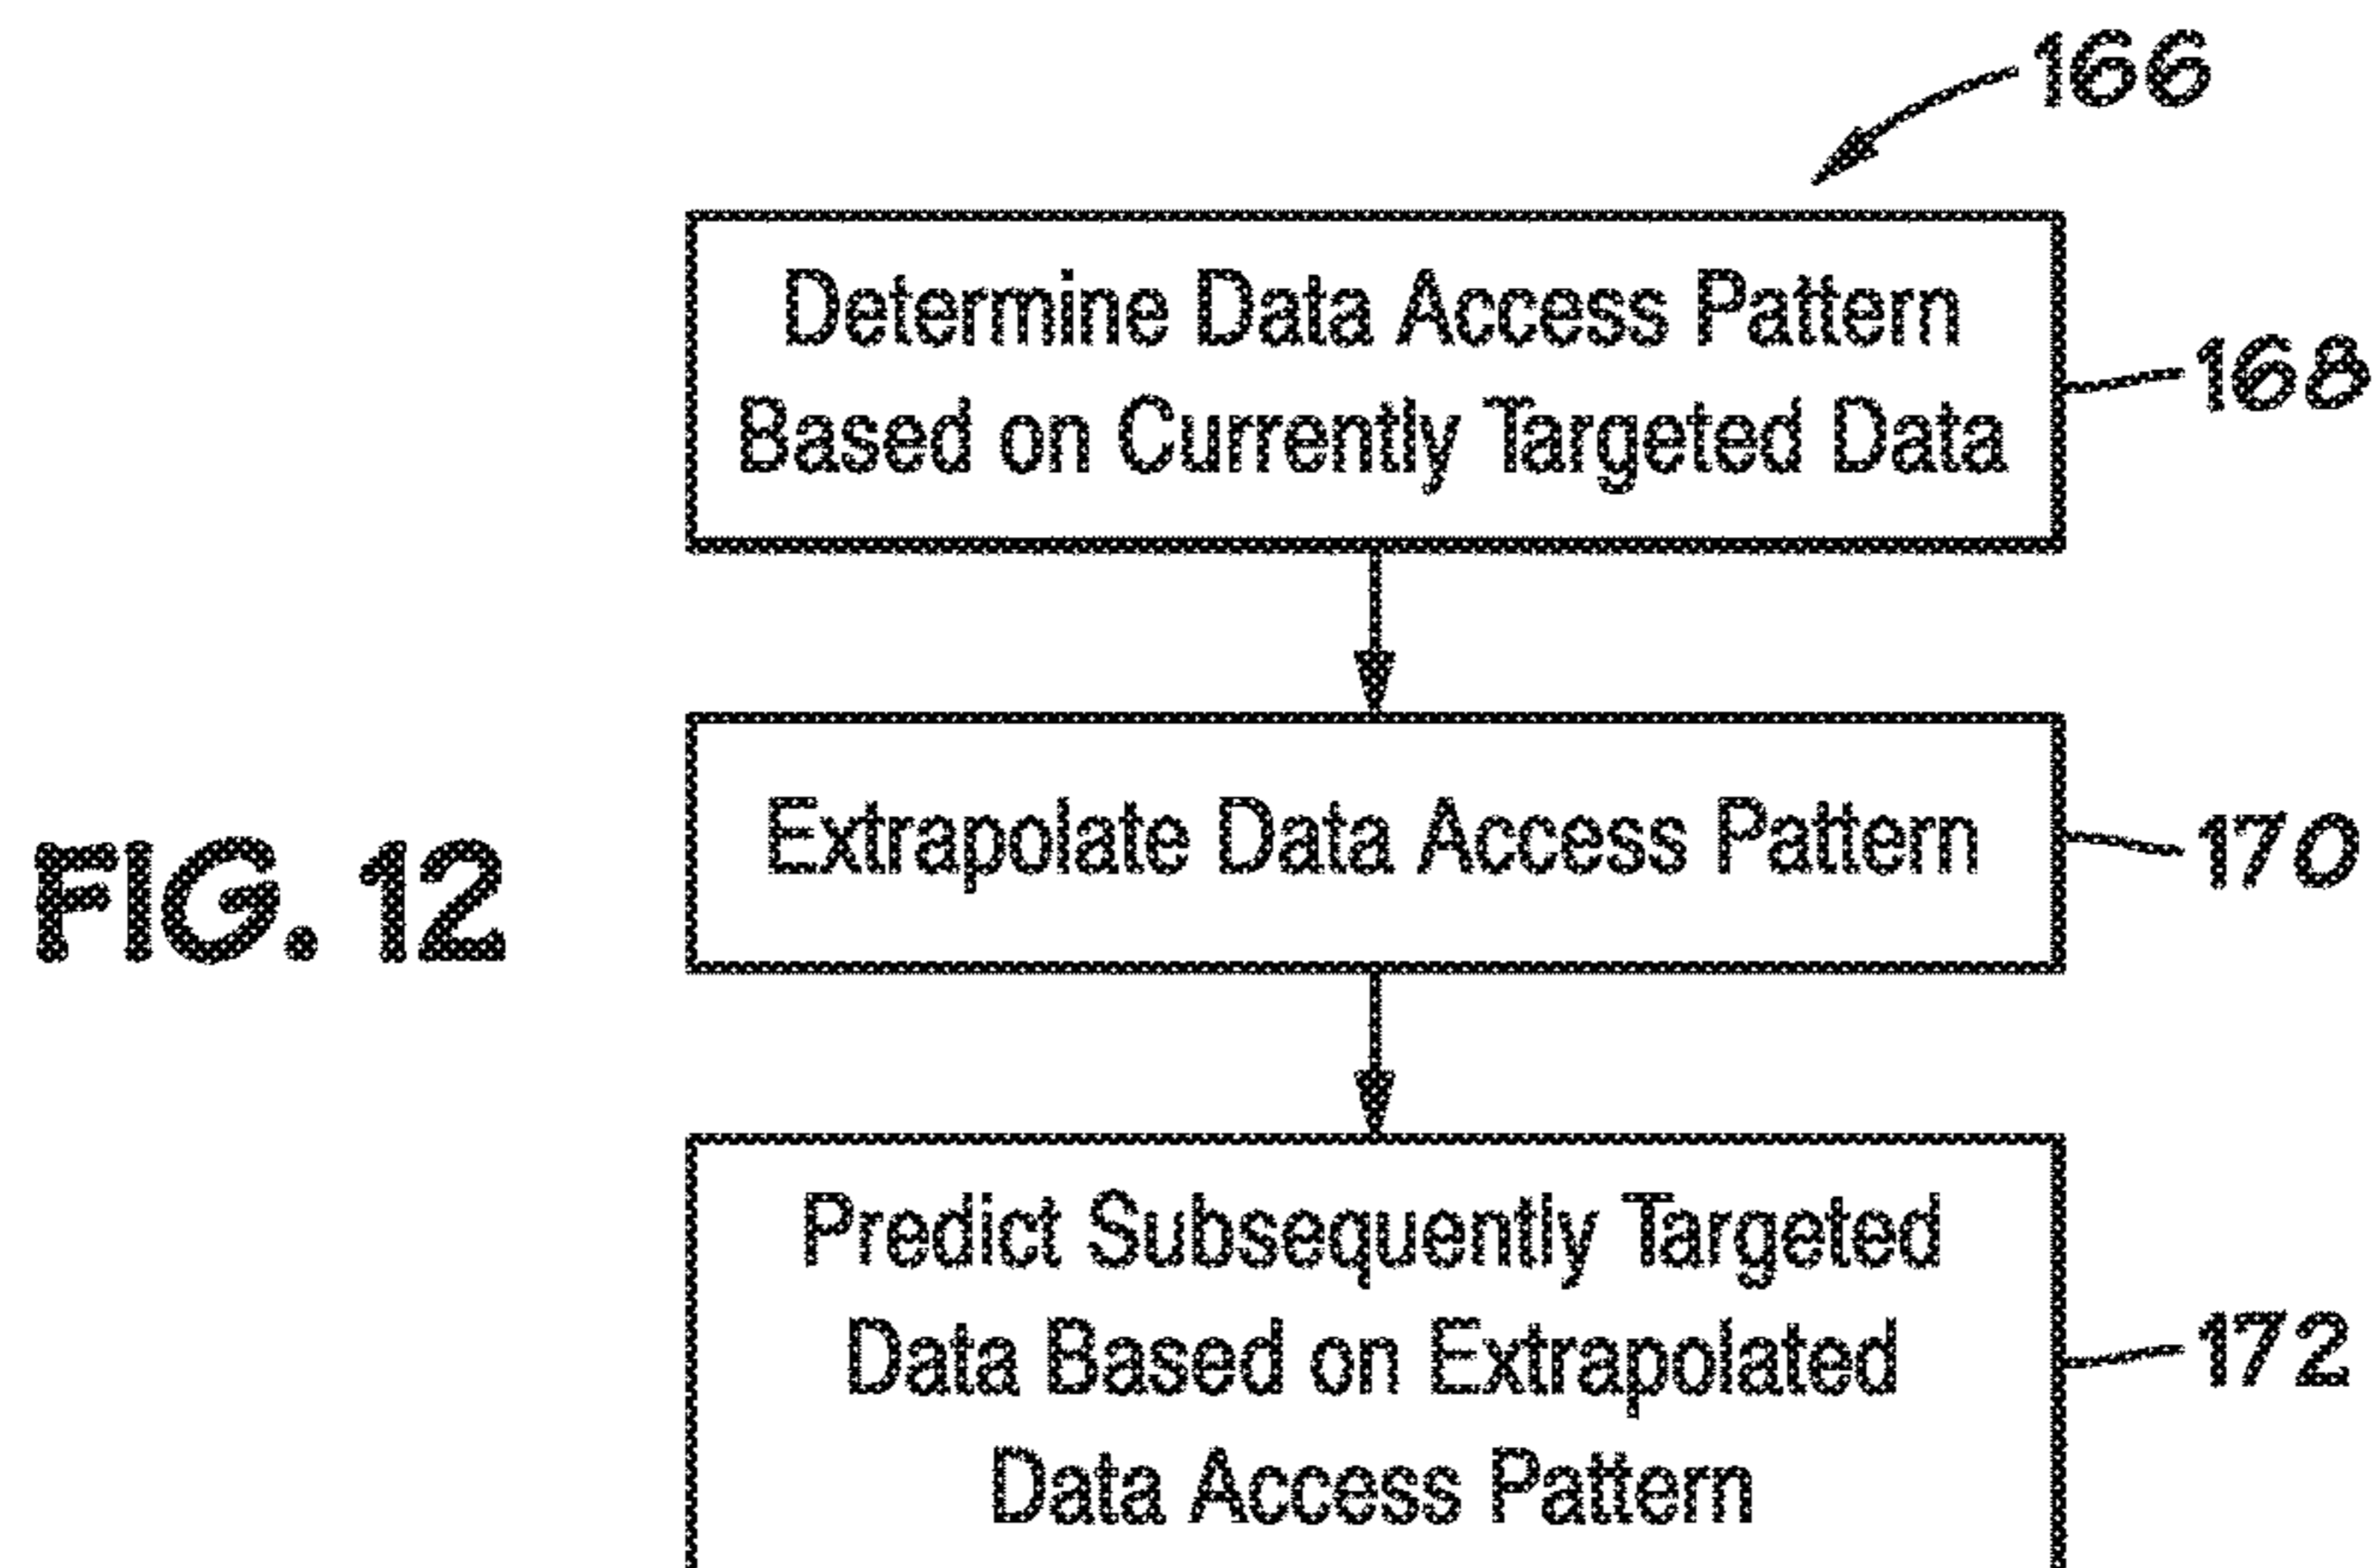 166
Determine Data Access Pattern
Based on Currently Targeted Data
168
Extrapolate Data Access Pattern
170
FIG. 12
Predict Subsequently Targeted
Data Based on Extrapolated
Data Access Pattern
172